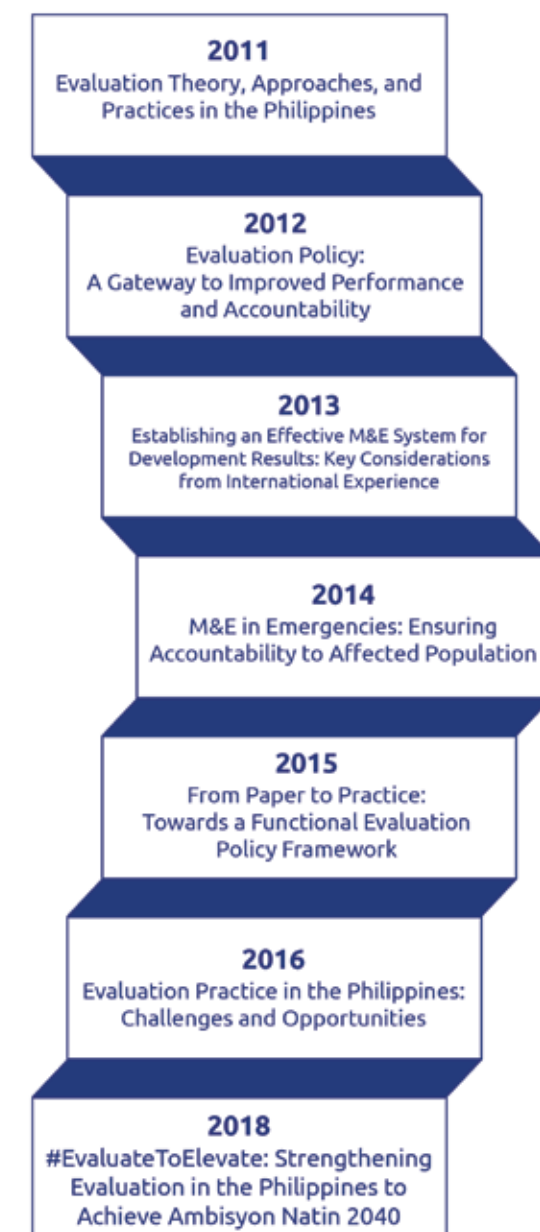 2011
Evaluation Theory, Approaches, and
Practices in the Philippines
2012
Evaluation Policy:
A Gateway to Improved Performance
and Accountability
2013
Establishing an Effective M&E System for
Development Results: Key Considerations
from International Experience
2014
M&E in Emergencies: Ensuring
Accountability to Affected Population
2015
From Paper to Practice:
Towards a Functional Evaluation
Policy Framework
2016
Evaluation Practice in the Philippines:
Challenges and Opportunities
2018
#EvaluateToElevate: Strengthening
Evaluation in the Philippines to
Achieve Ambisyon Natin 2040